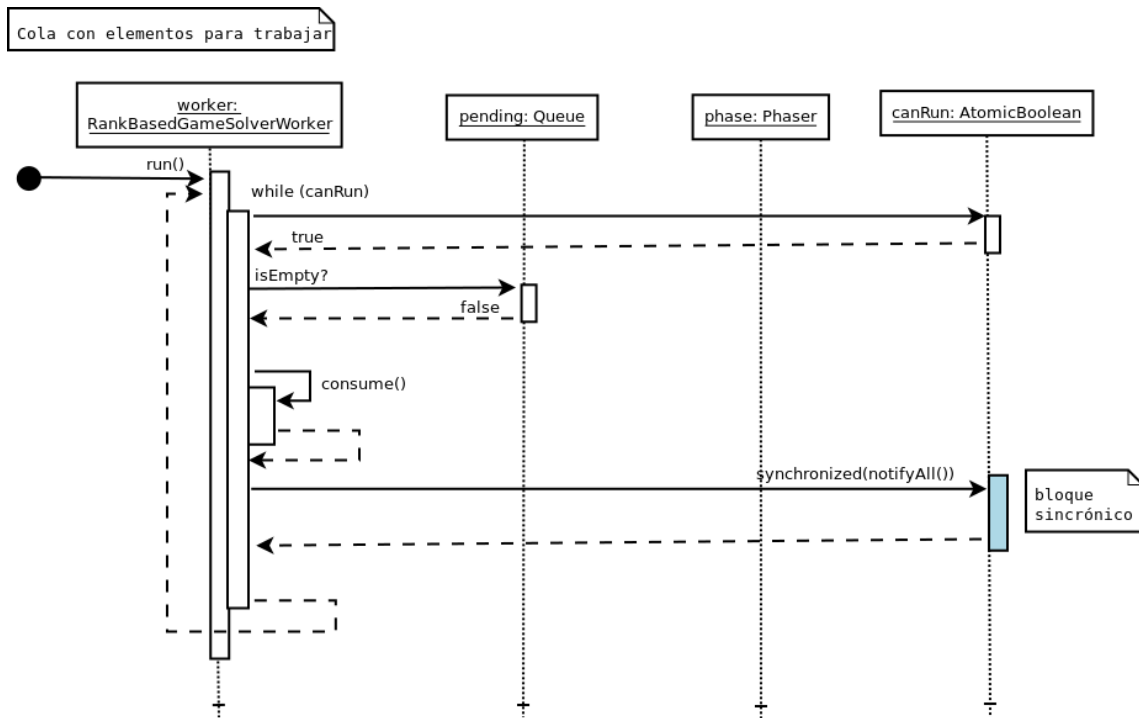 Cola con elementos para trabajar
worker:
RankBasedGameSolverWorker
pending: Queue
phase: Phaser
canRun: AtomicBoolean
run()
while (canRun)
true
isEmpty?
false
consume()
synchronized(notifyAll())
bloque
sincrónico